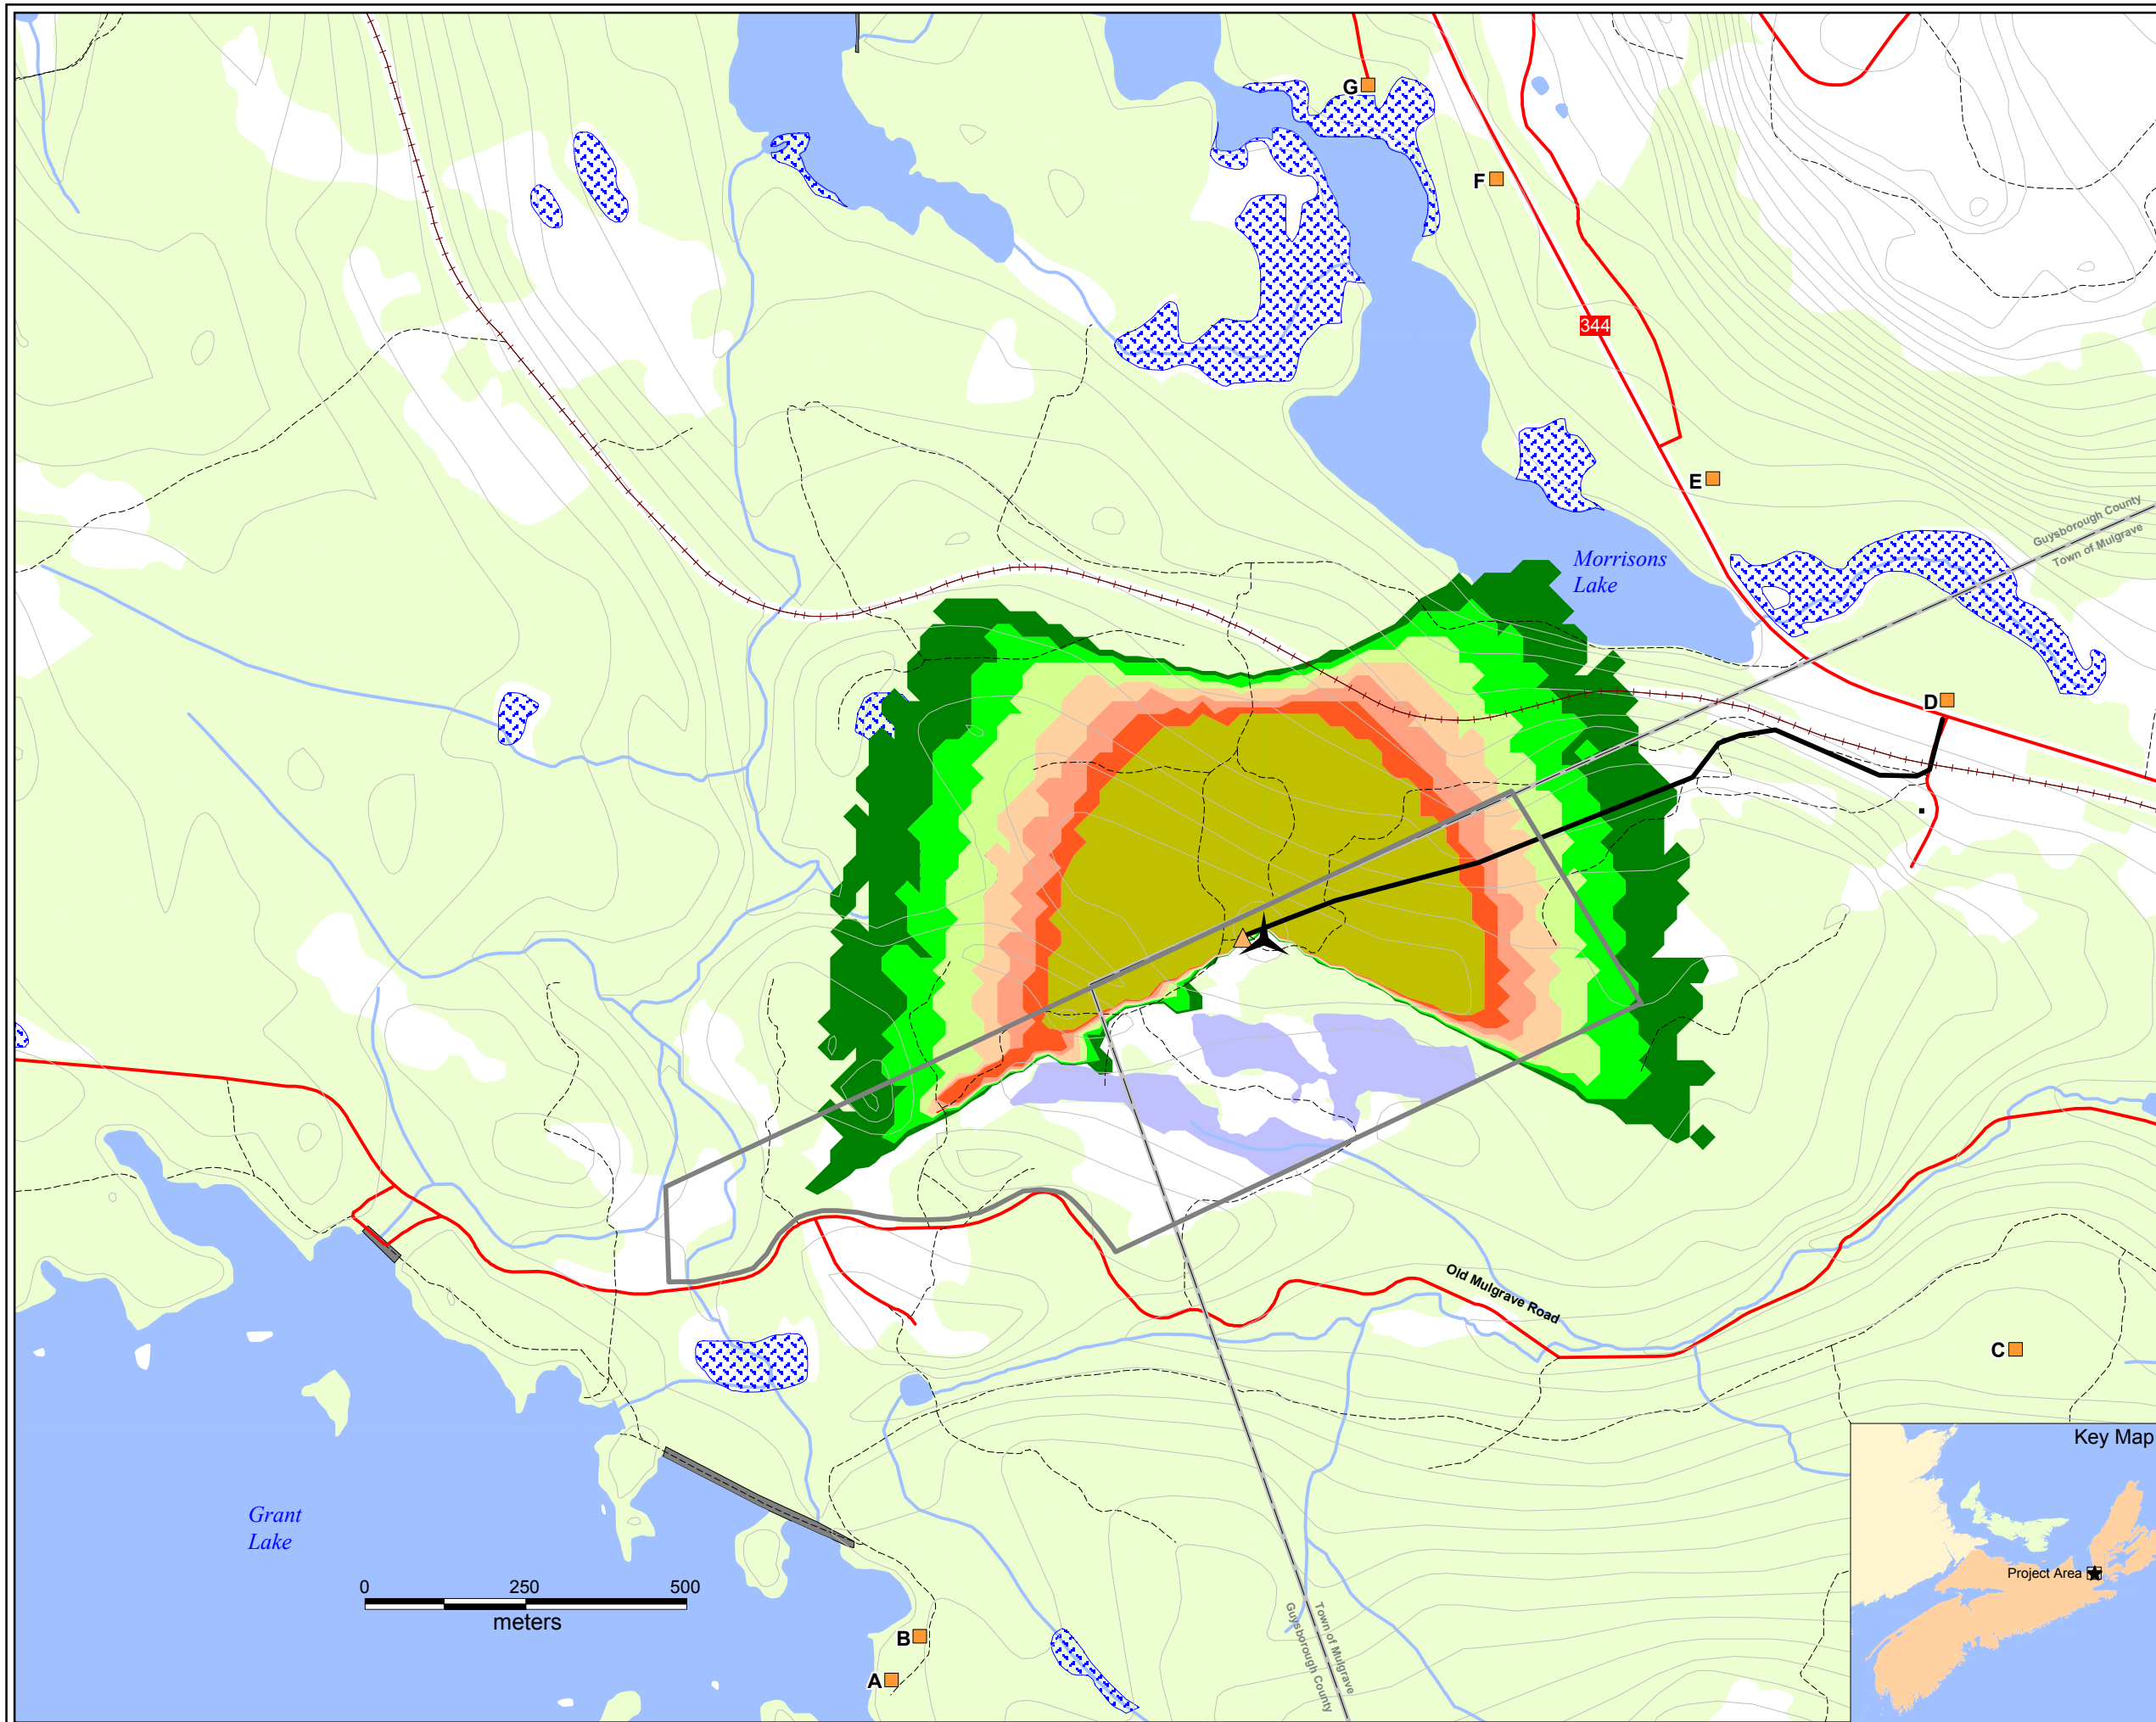 G
F
344
E
Guysborough County
Town of Mulgrave
Morrisons
Lake
D
Old Mulgrave Road
C
Key Map
Project Area
Grant
Lake
0 250 500
meters
Town of Mulgrave
Guysborough County
B
A